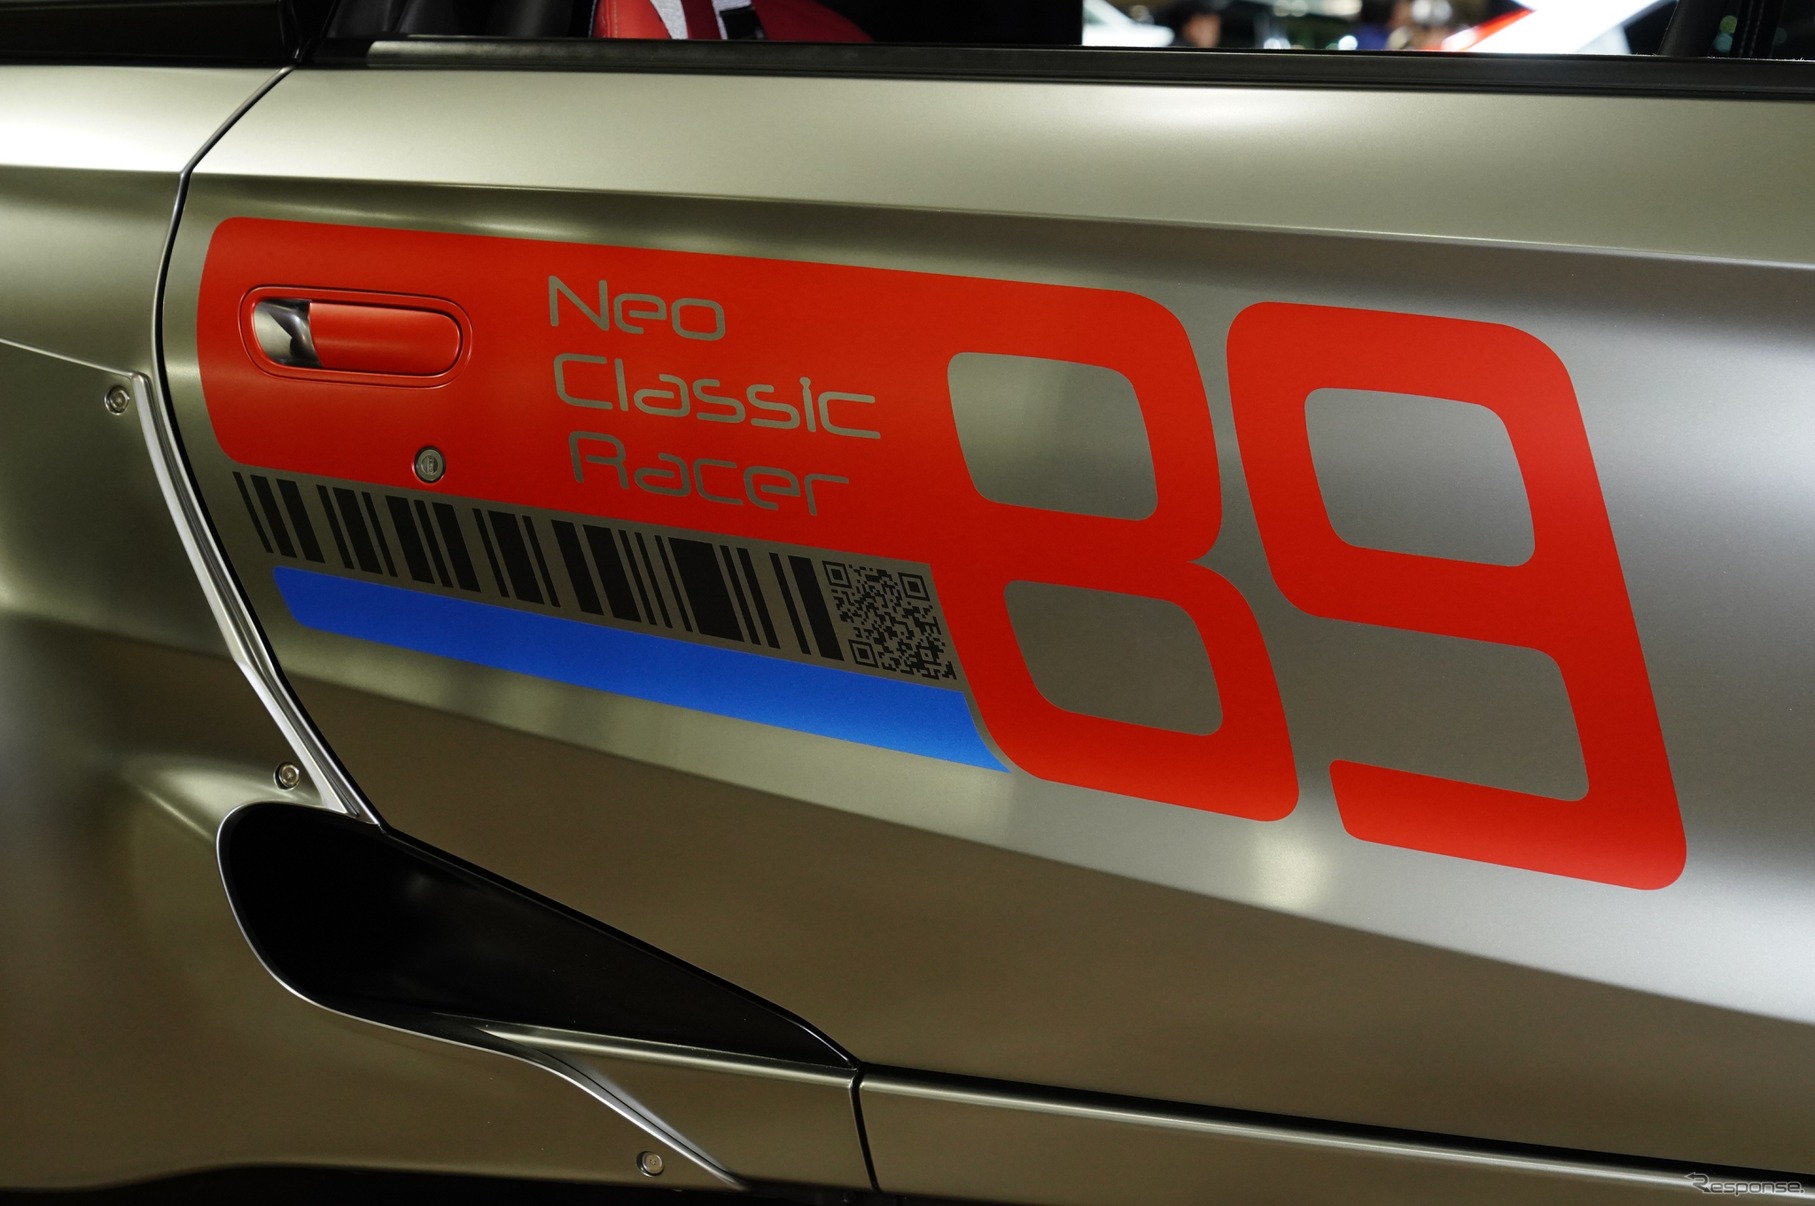 Neo
Classic
Racer
89
Response.